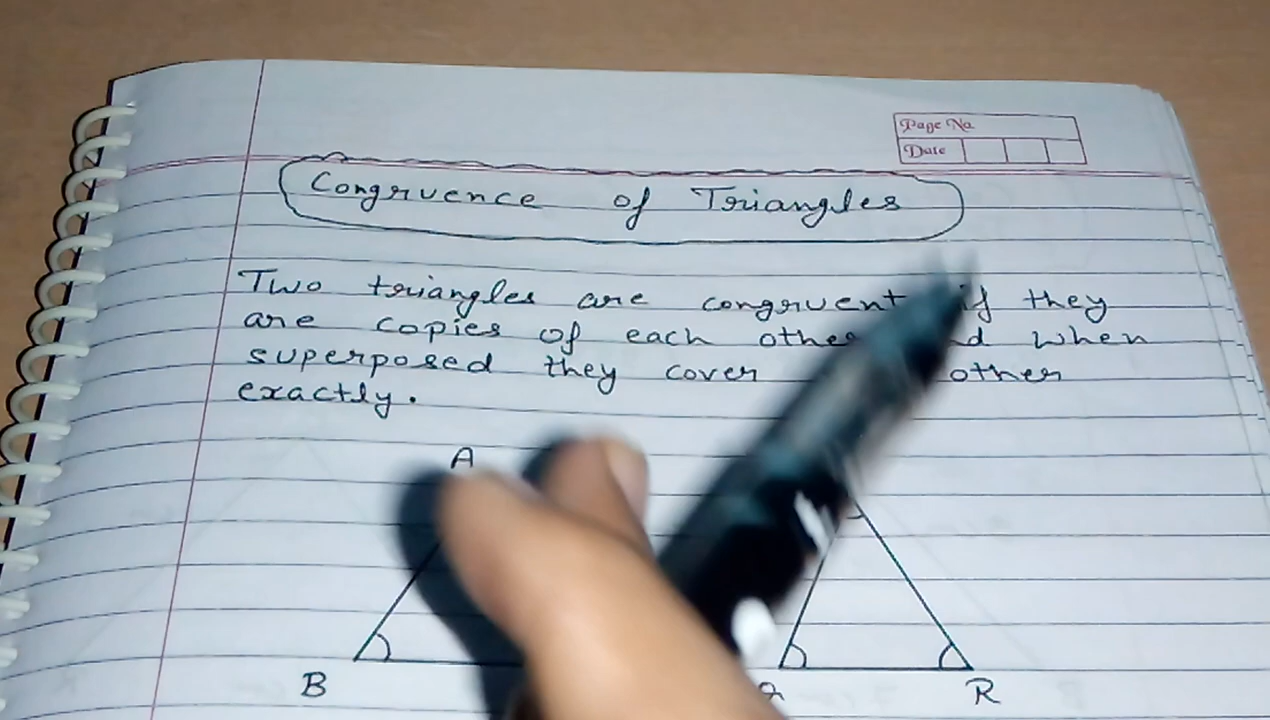 Page No.
Date
Congruence of Triangles
Two triangles are congruent if they
are copies of each other when
superposed they cover other
exactly.
A
B R